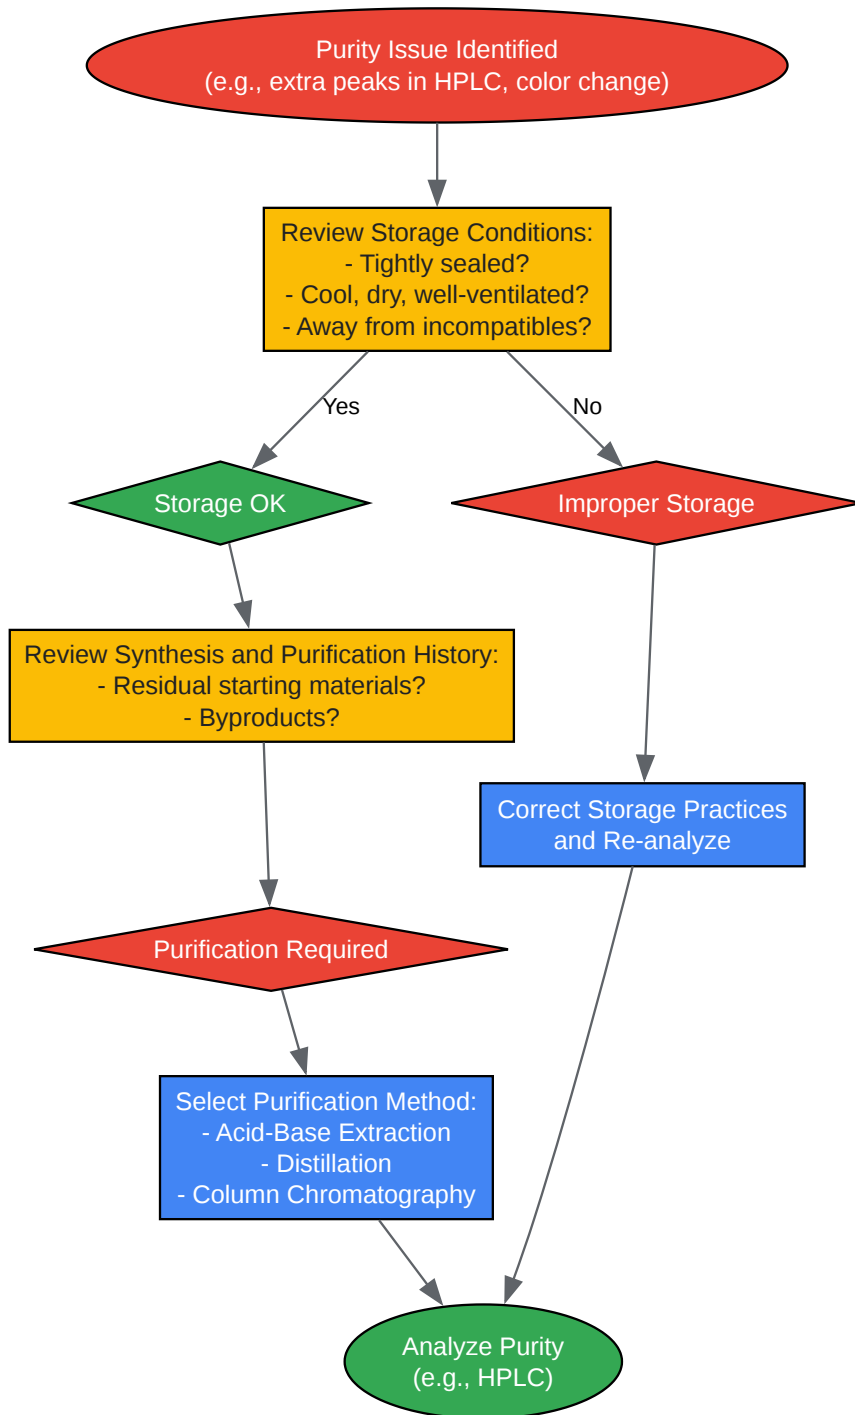 Purity Issue Identified
(e.g., extra peaks in HPLC, color change)
Review Storage Conditions:
- Tightly sealed?
- Cool, dry, well-ventilated?
- Away from incompatibles?
Yes
No
Storage OK
Improper Storage
Review Synthesis and Purification History:
- Residual starting materials?
- Byproducts?
Correct Storage Practices
and Re-analyze
Purification Required
Select Purification Method:
- Acid-Base Extraction
- Distillation
- Column Chromatography
Analyze Purity
(e.g., HPLC)